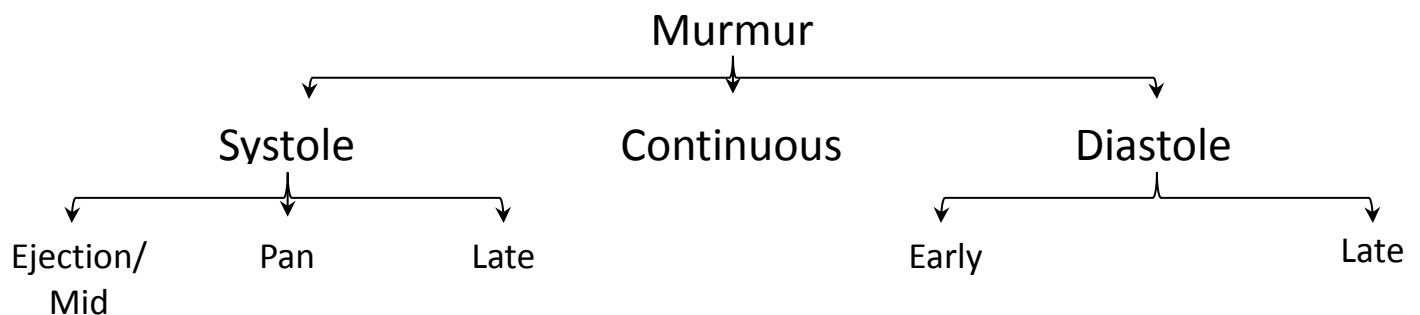 Murmur
Systole
Continuous
Diastole
Ejection/
Mid
Pan
Late
Early
Late